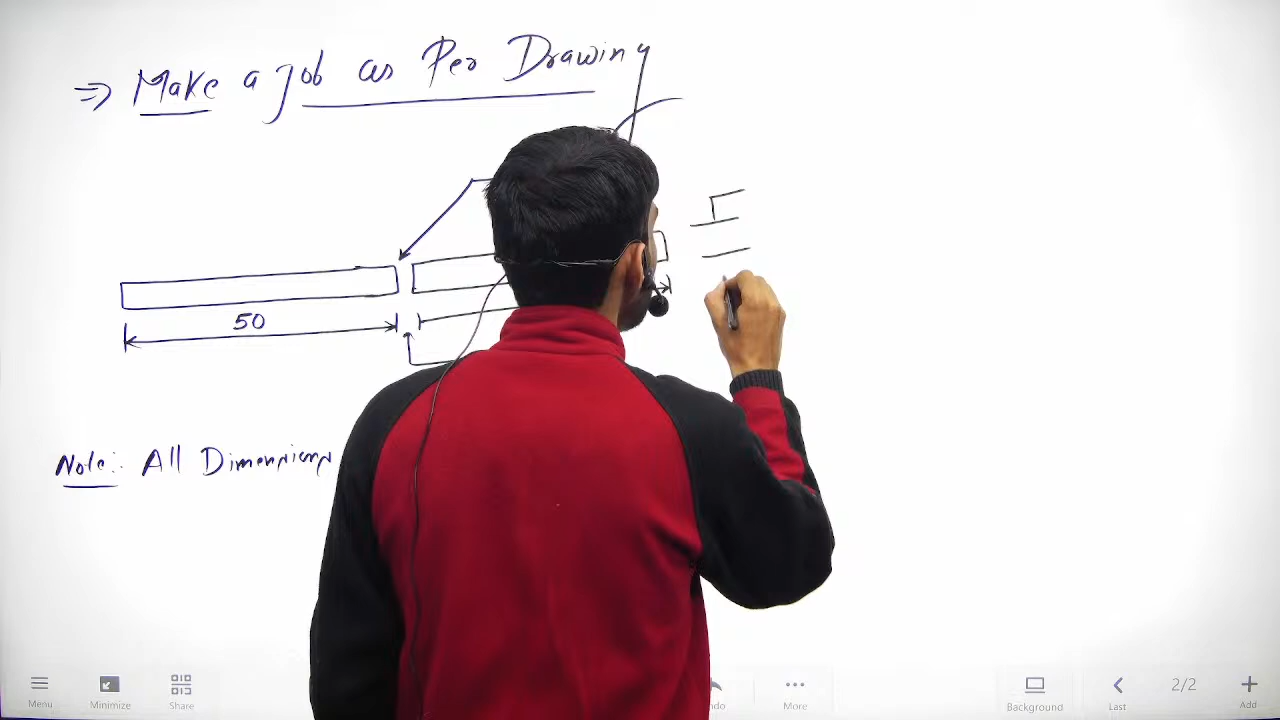 ⇒ Make a job as Per Drawing
50
Note: All Dimensions
Menu
Minimize
Share
More
Background
Last
2/2
Add